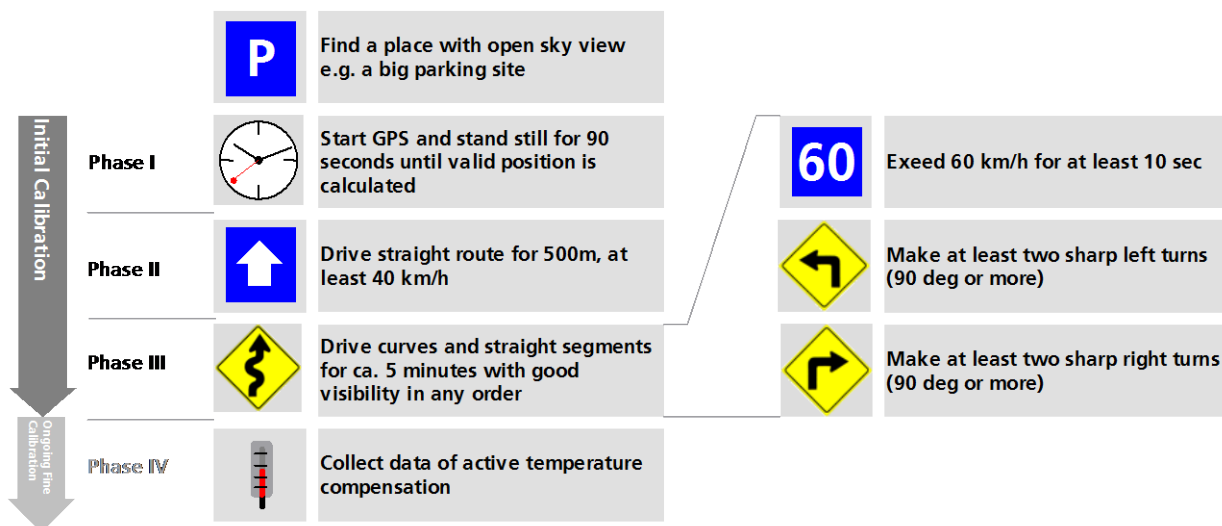 P
Find a place with open sky view
e.g. a big parking site
Initial Calibration
Phase I
Start GPS and stand still for 90
seconds until valid position is
calculated
Phase II
Drive straight route for 500m, at
least 40 km/h
Phase III
Drive curves and straight segments
for ca. 5 minutes with good
visibility in any order
60
Exeed 60 km/h for at least 10 sec
Make at least two sharp left turns
(90 deg or more)
Make at least two sharp right turns
(90 deg or more)
Ongoing Fine
Calibration
Phase IV
Collect data of active temperature
compensation